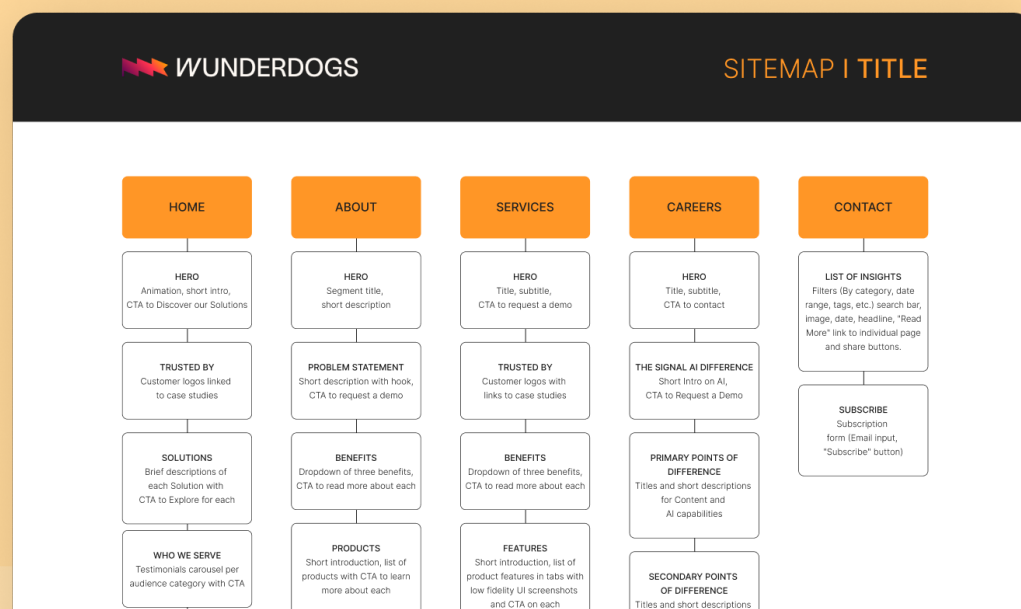 WUNDERDOGS
SITEMAP I TITLE
HOME
HERO
Animation, short intro,
CTA to Discover our Solutions
TRUSTED BY
Customer logos linked
to case studies
SOLUTIONS
Brief descriptions of
each Solution with
CTA to Explore for each
WHO WE SERVE
Testimonials carousel per
audience category with CTA
ABOUT
HERO
Segment title,
short description
PROBLEM STATEMENT
Short description with hook,
CTA to request a demo
BENEFITS
Dropdown of three benefits,
CTA to read more about each
PRODUCTS
Short introduction, list of
products with CTA to learn
more about each
SERVICES
HERO
Title, subtitle,
CTA to request a demo
TRUSTED BY
Customer logos with
links to case studies
BENEFITS
Dropdown of three benefits,
CTA to read more about each
FEATURES
Short introduction, list of
product features in tabs with
low fidelity UI screenshots
and CTA on each
CAREERS
HERO
Title, subtitle,
CTA to contact
THE SIGNAL AI DIFFERENCE
Short Intro on AI,
CTA to Request a Demo
PRIMARY POINTS OF
DIFFERENCE
Titles and short descriptions
for Content and
AI capabilities
SECONDARY POINTS
OF DIFFERENCE
Titles and short descriptions
CONTACT
LIST OF INSIGHTS
Filters (By category, date
range, tags, etc.) search bar,
image, date, headline, "Read
More" link to individual page
and share buttons.
SUBSCRIBE
Subscription
form (Email input,
"Subscribe" button)